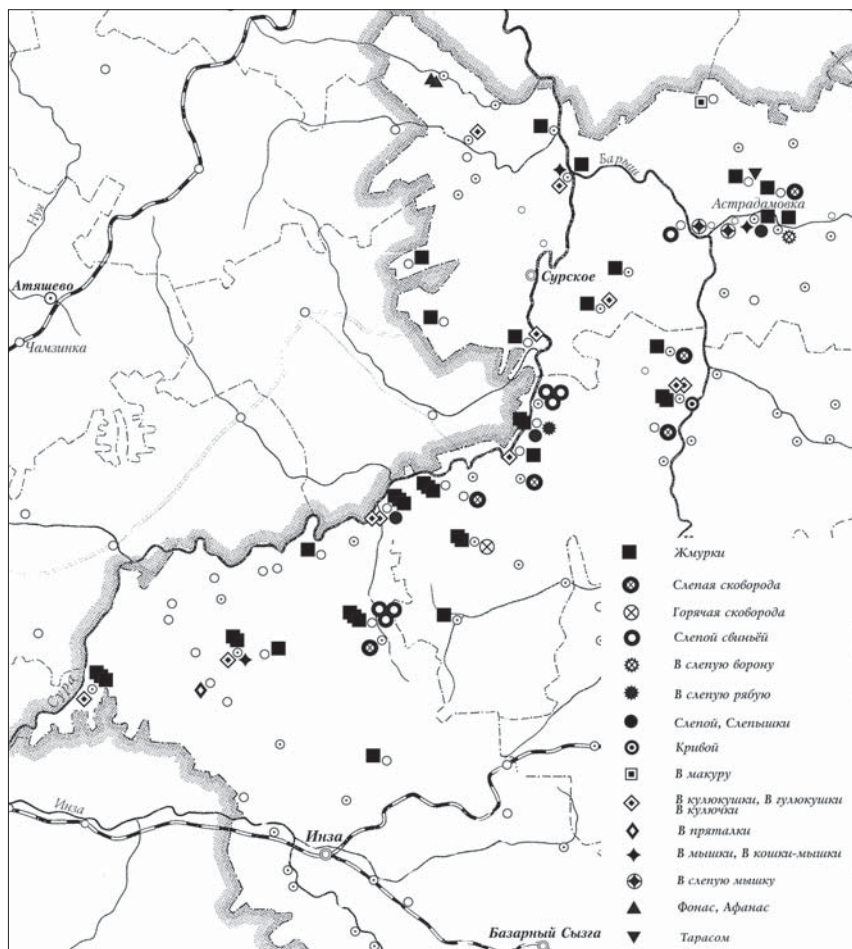 Нуя
Барыш
Астрадамовка
Сурское
Атяшево
Чамзинка
Сура
Инза
Инза
Базарный Сызга
Жмурки
Слепая сковорода
Горячая сковорода
Слепой свиньёй
В слепую ворону
В слепую рябую
Слепой, Слепышки
Кривой
В макуру
В кулюкушки, В гулюкушки
В кулючки
В пряталки
В мышки, В кошки-мышки
В слепую мышку
Фонас, Афанас
Тарасом